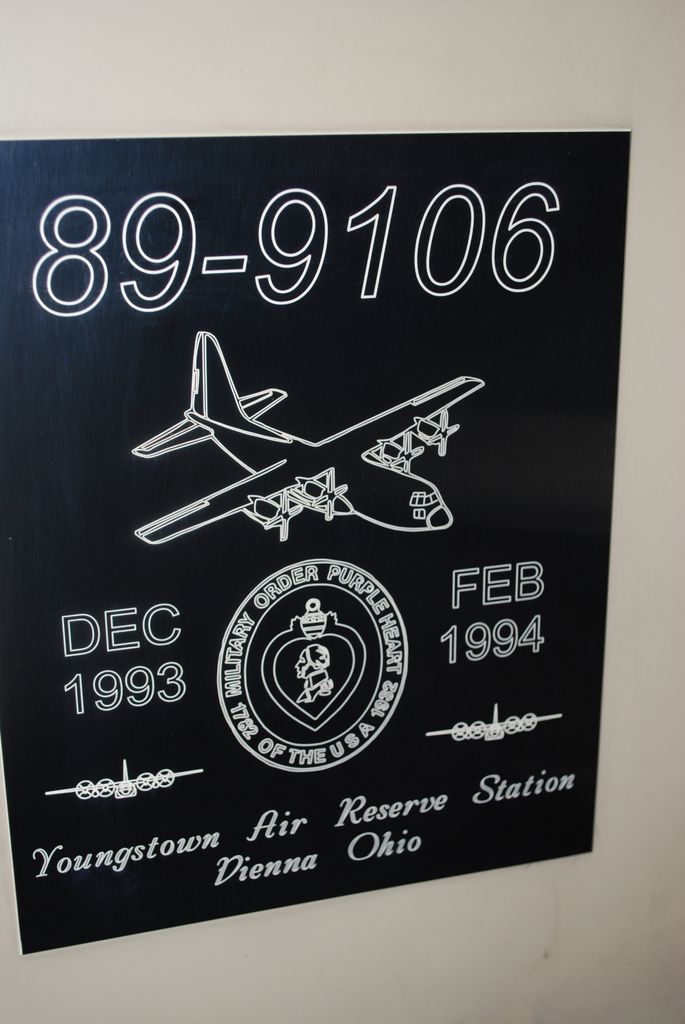 89-9106
DEC
1993
FEB
1994
MILITARY ORDER PURPLE HEART
1782 OF THE USA 1932
Youngstown Air Reserve Station
Vienna Ohio